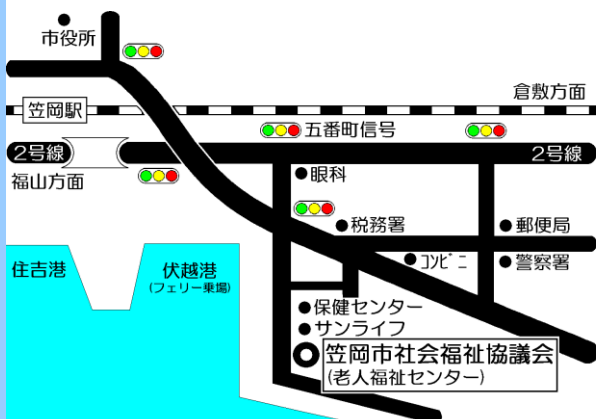 市役所
倉敷方面
笠岡駅
五番町信号
2号線
2号線
福山方面
眼科
税務署
郵便局
住吉港
伏越港
(フェリー乗場)
コンビニ
警察署
保健センター
サンライフ
笠岡市社会福祉協議会
(老人福祉センター)